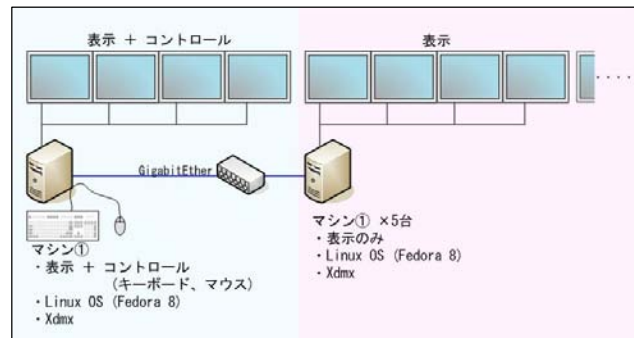 表示 + コントロール
表示
....
GigabitEther
マシン①
・表示 + コントロール
(キーボード、マウス)
・Linux OS (Fedora 8)
・Xdmx
マシン① ×5台
・表示のみ
・Linux OS (Fedora 8)
・Xdmx